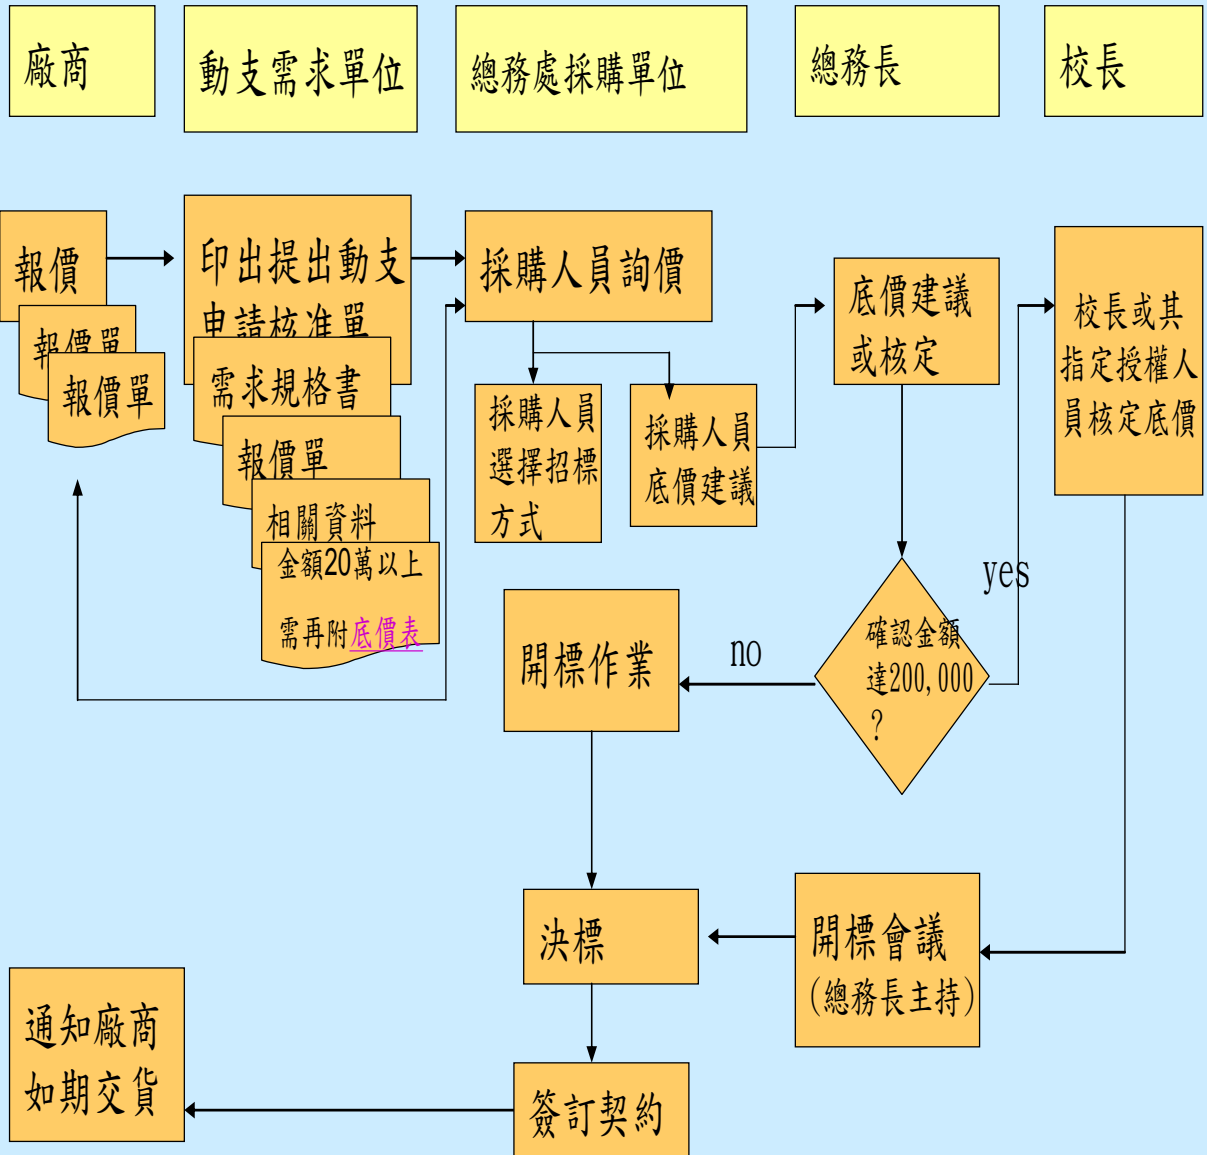 廠商
動支需求單位
總務處採購單位
總務長
校長
報價
報價單
報價單
印出提出動支
申請核准單
需求規格書
報價單
相關資料
金額20萬以上
需再附底價表
採購人員詢價
採購人員
選擇招標
方式
採購人員
底價建議
底價建議
或核定
校長或其
指定授權人
員核定底價
yes
確認金額
達200,000
?
no
開標作業
決標
開標會議
(總務長主持)
通知廠商
如期交貨
簽訂契約